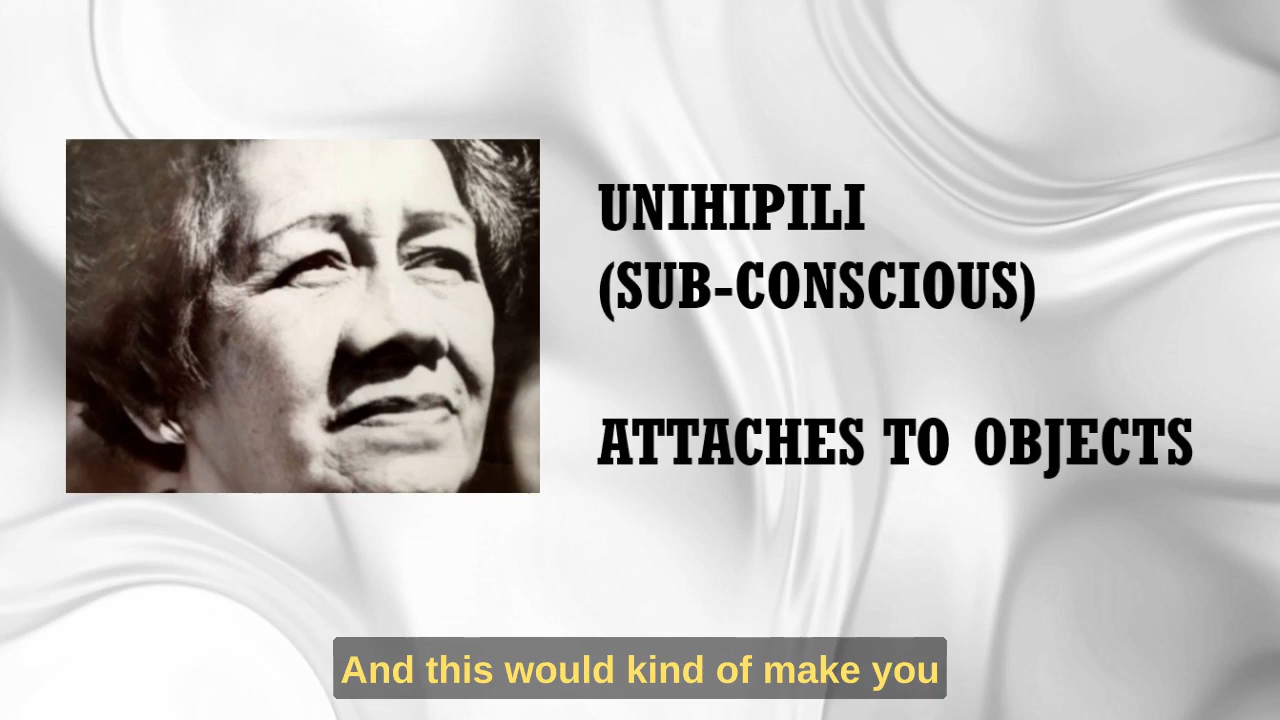 UNIHIPILI
(SUB-CONSCIOUS)
ATTACHES TO OBJECTS
And this would kind of make you